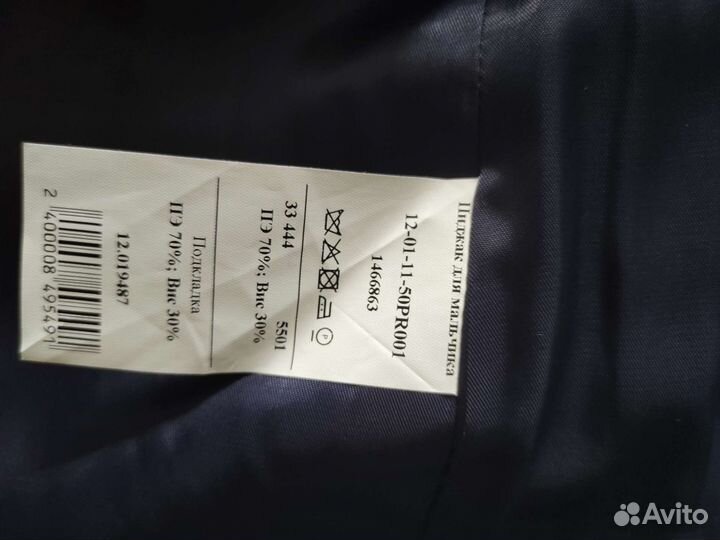 Пиджак для мальчика
12-01-11-50PR001
1466863
P
33 444 5501
ПЭ 70%; Вис 30%
Подкладка
ПЭ 70%; Вис 30%
12.019487
2 400008 495491
Avito